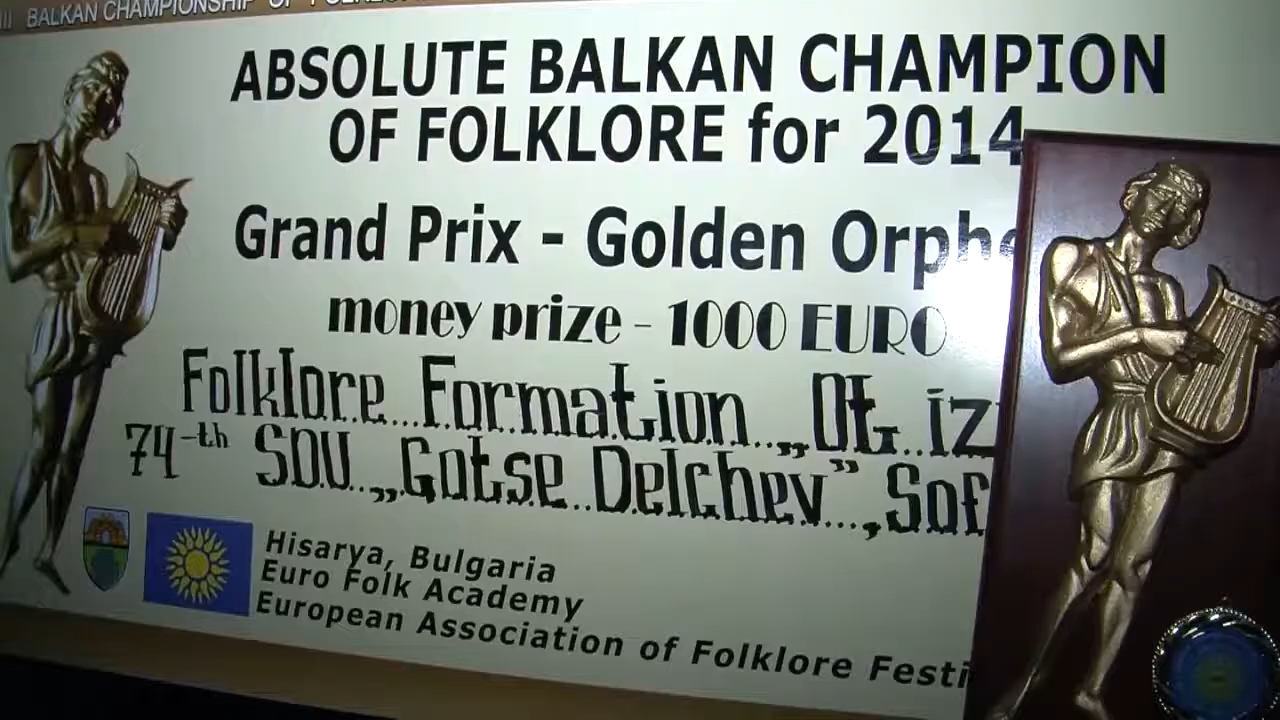 III BALKAN CHAMPIONSHIP OF
ABSOLUTE BALKAN CHAMPION
OF FOLKLORE for 2014
Grand Prix - Golden Orphe
money prize - 1000 EURO
Folklore Formation „Ot iz
74-th SOU „Gotse Delchev”, Sof
Hisarya, Bulgaria
Euro Folk Academy
European Association of Folklore Festi